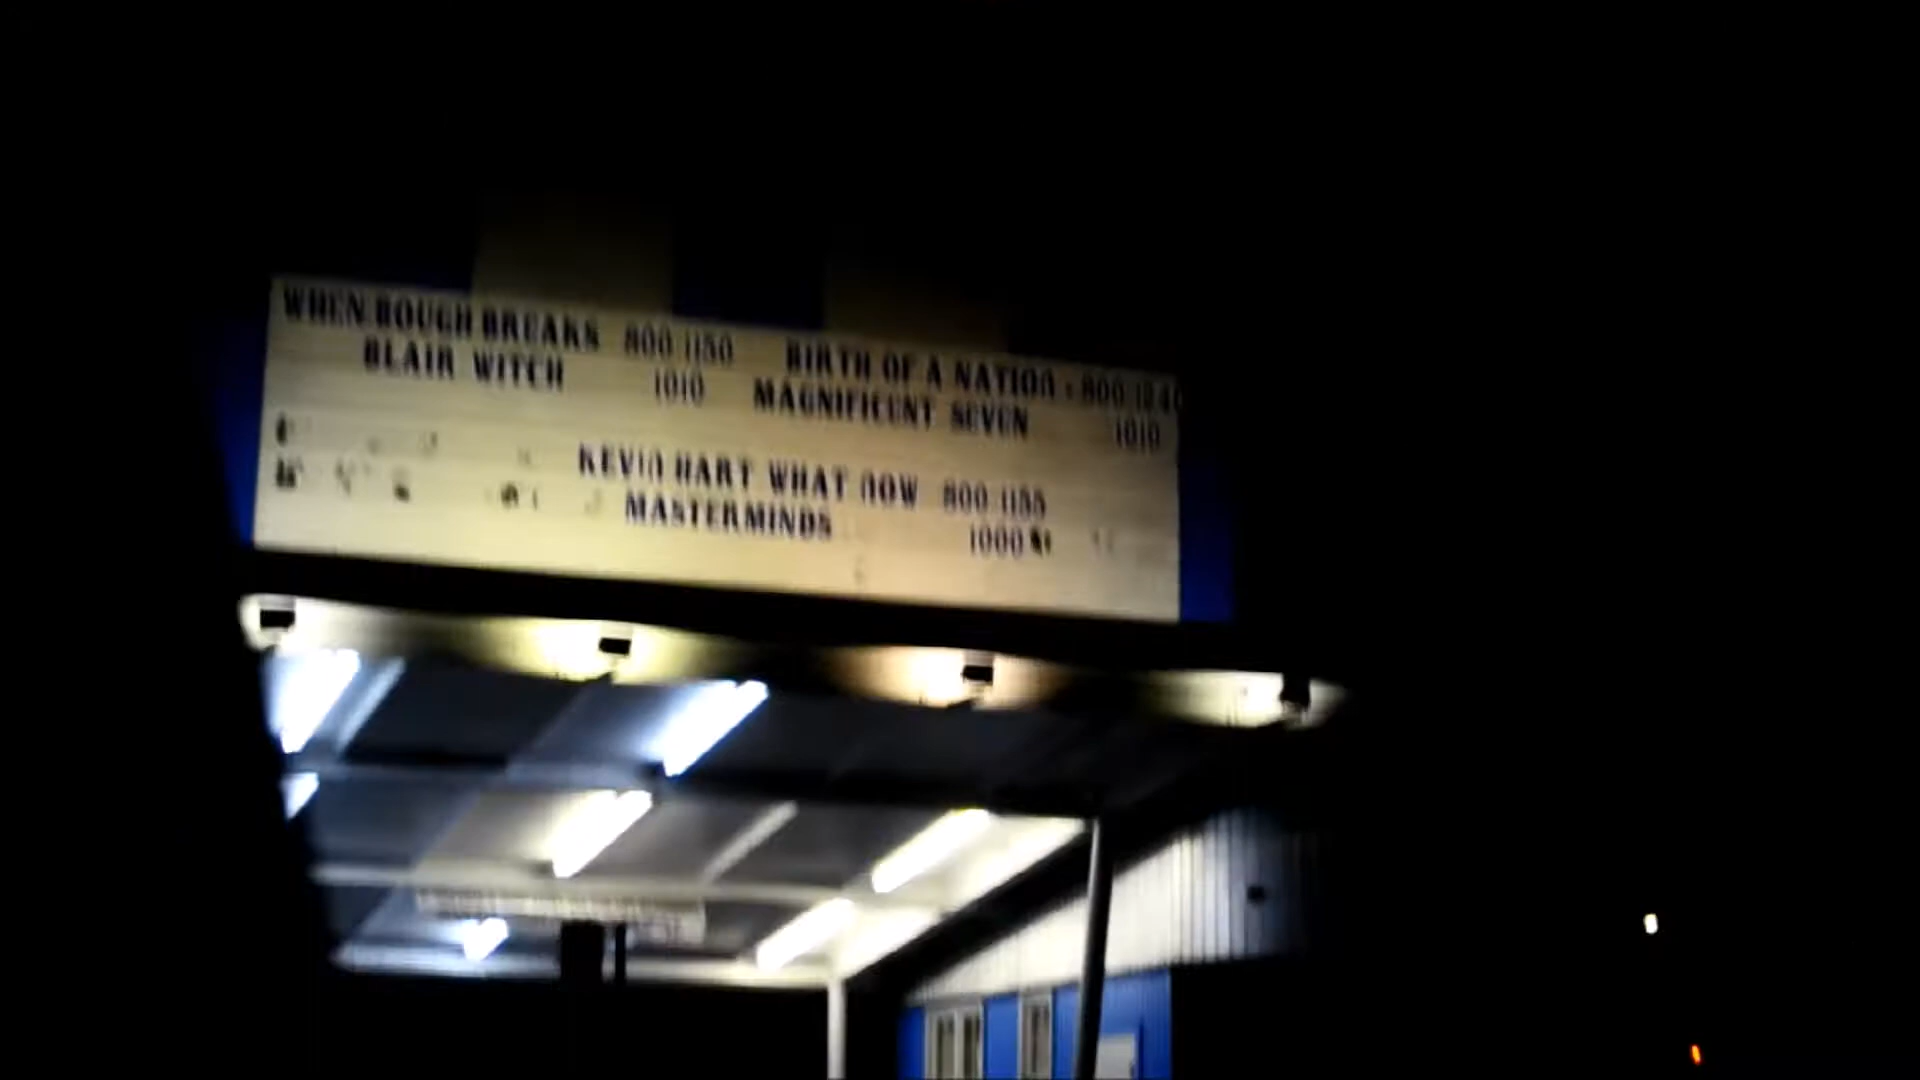 WHEN BOUGH BREAKS 800 1150
BLAIR WITCH 1010
BIRTH OF A NATION - 800 1240
MAGNIFICENT SEVEN 1010
KEVIN HART WHAT NOW 800 1155
MASTERMINDS 1000